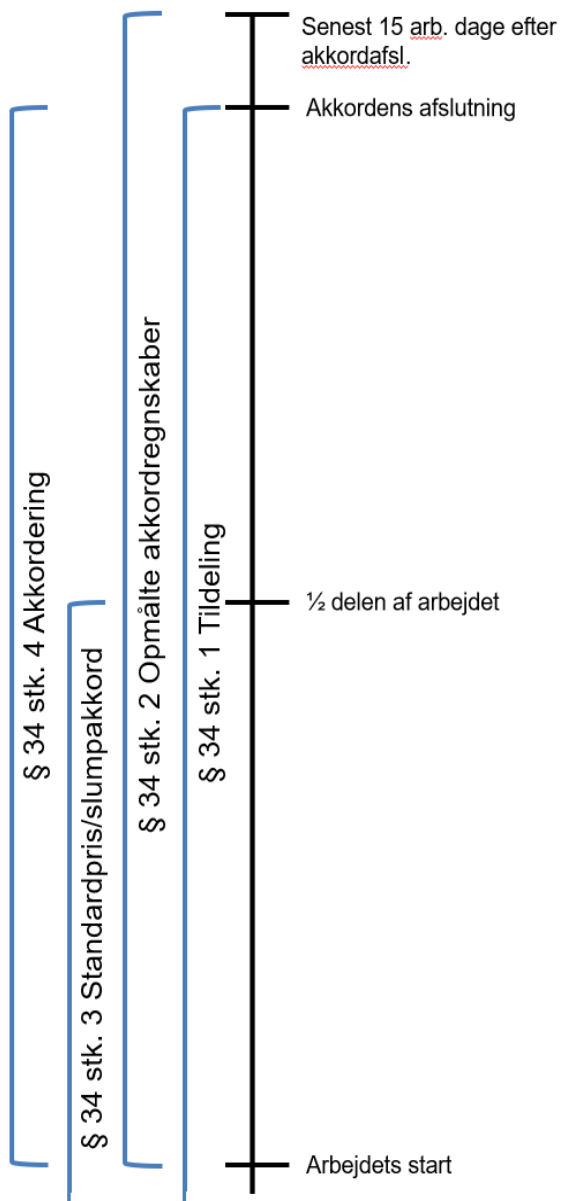 Senest 15 arb. dage efter
akkordafsl.
Akkordens afslutning
½ delen af arbejdet
Arbejdets start
§ 34 stk. 4 Akkordering
§ 34 stk. 3 Standardpris/slumpakkord
§ 34 stk. 2 Opmålte akkordregnskaber
§ 34 stk. 1 Tildeling